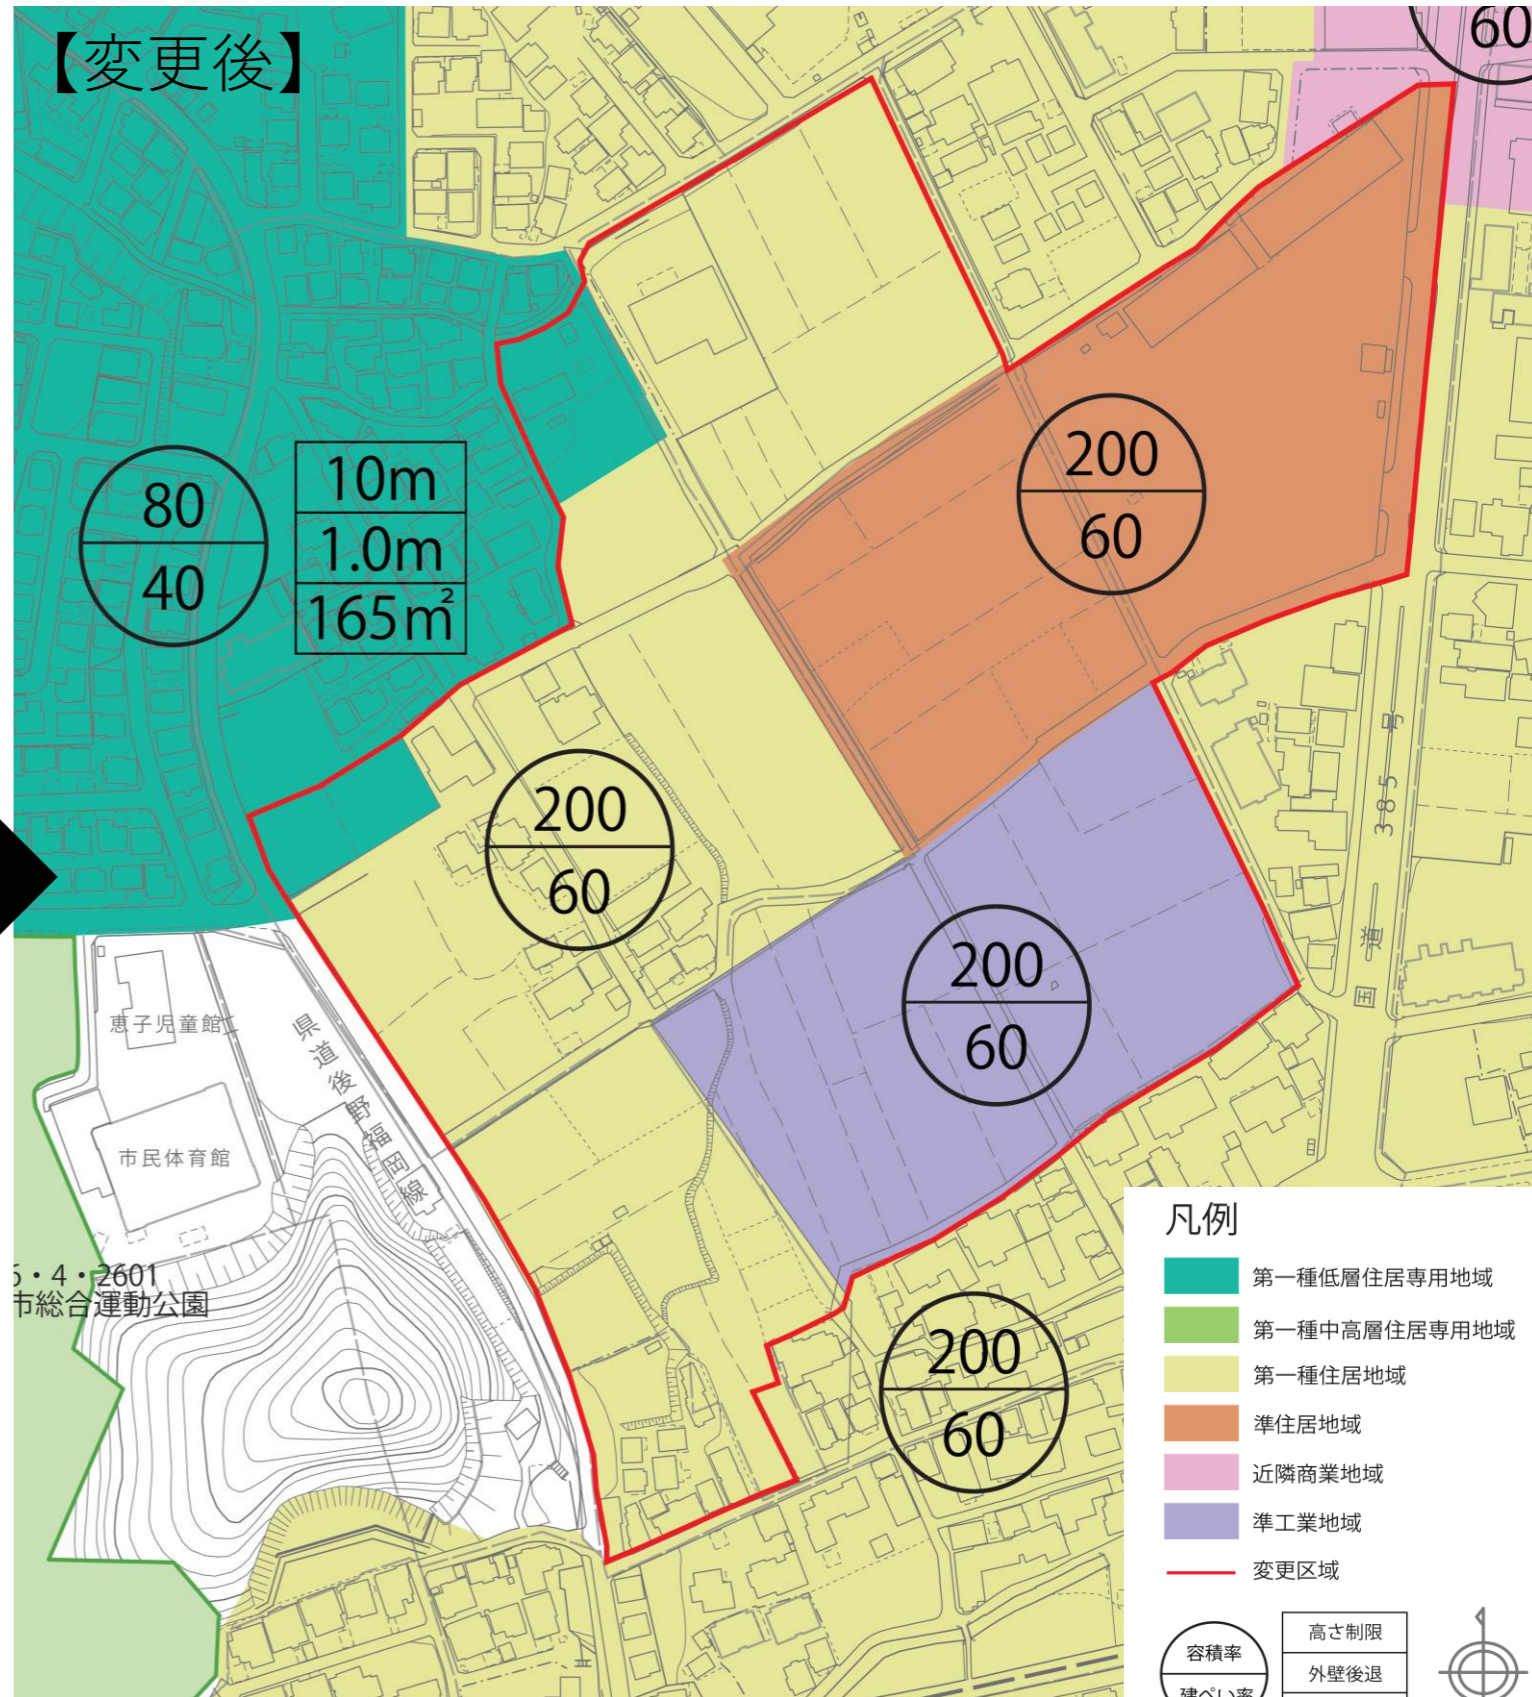 【変更後】
60
80
40
10m
1.0m
165㎡
200
60
200
60
200
60
200
60
国道385号
県道後野福岡線
恵子児童館
市民体育館
・4・2601
市総合運動公園
凡例
第一種低層住居専用地域
第一種中高層住居専用地域
第一種住居地域
準住居地域
近隣商業地域
準工業地域
変更区域
容積率
建ぺい率
高さ制限
外壁後退